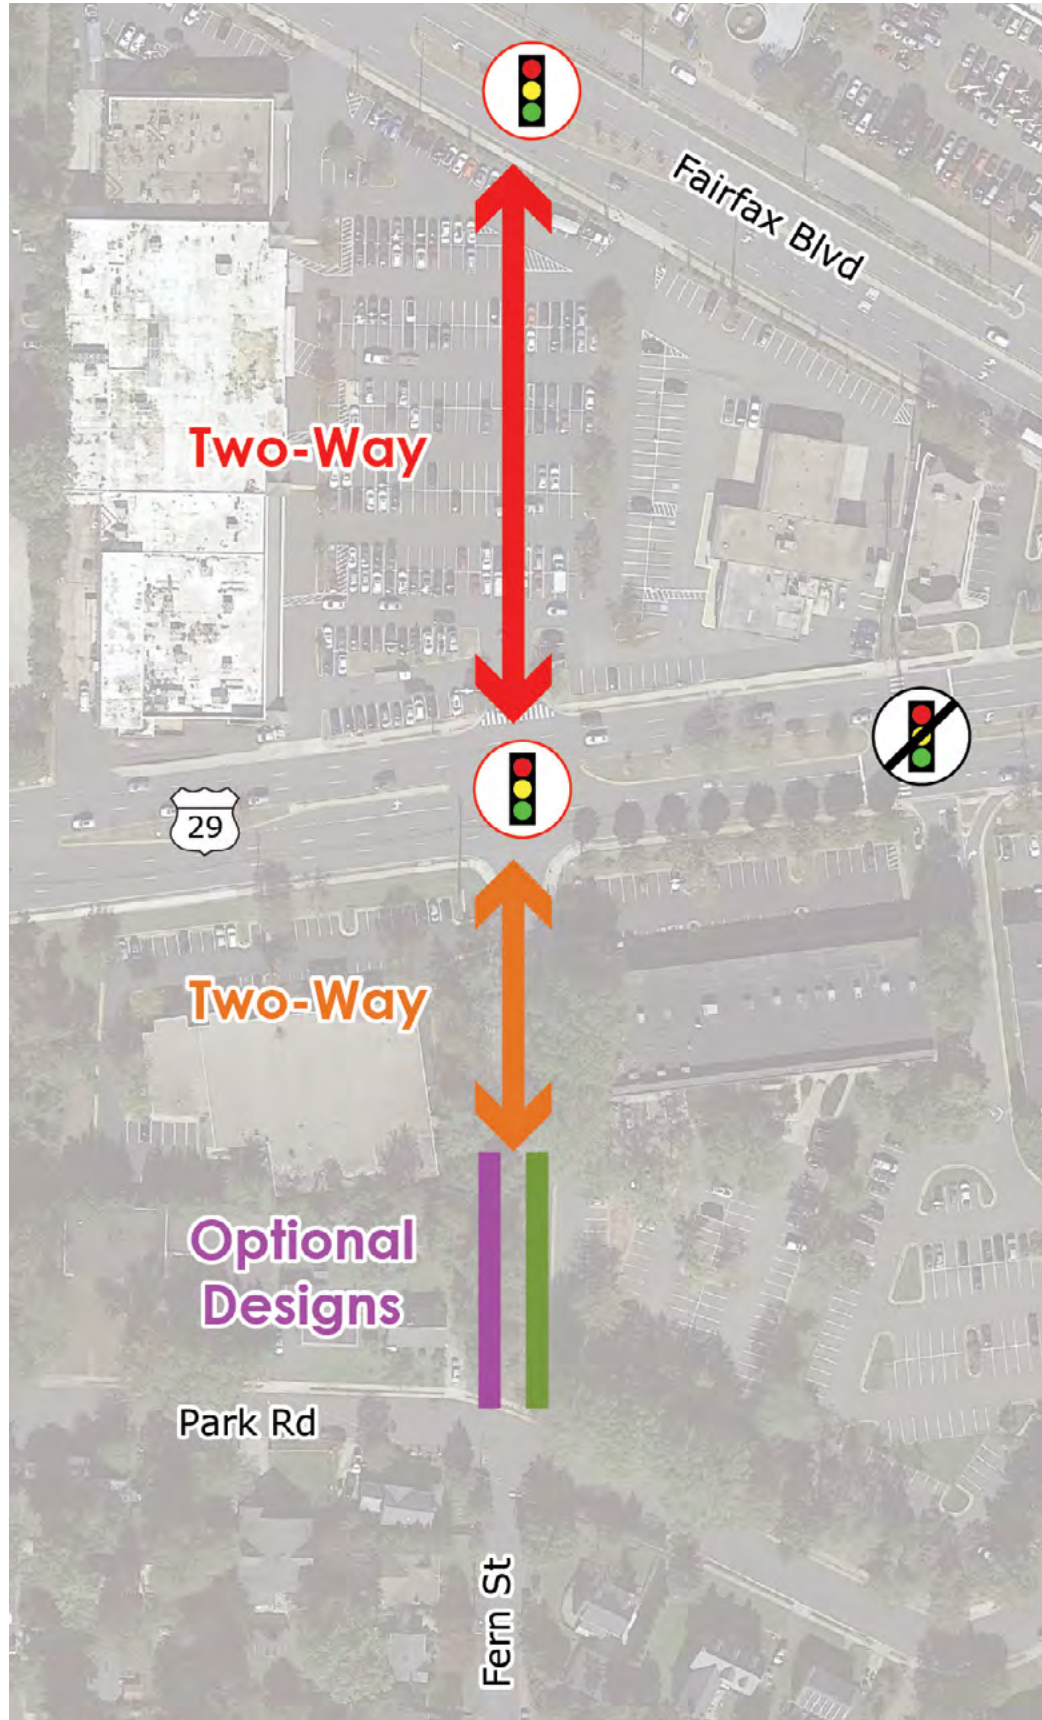 Fairfax Blvd
Two-Way
29
Two-Way
Optional
Designs
Park Rd
Fern St